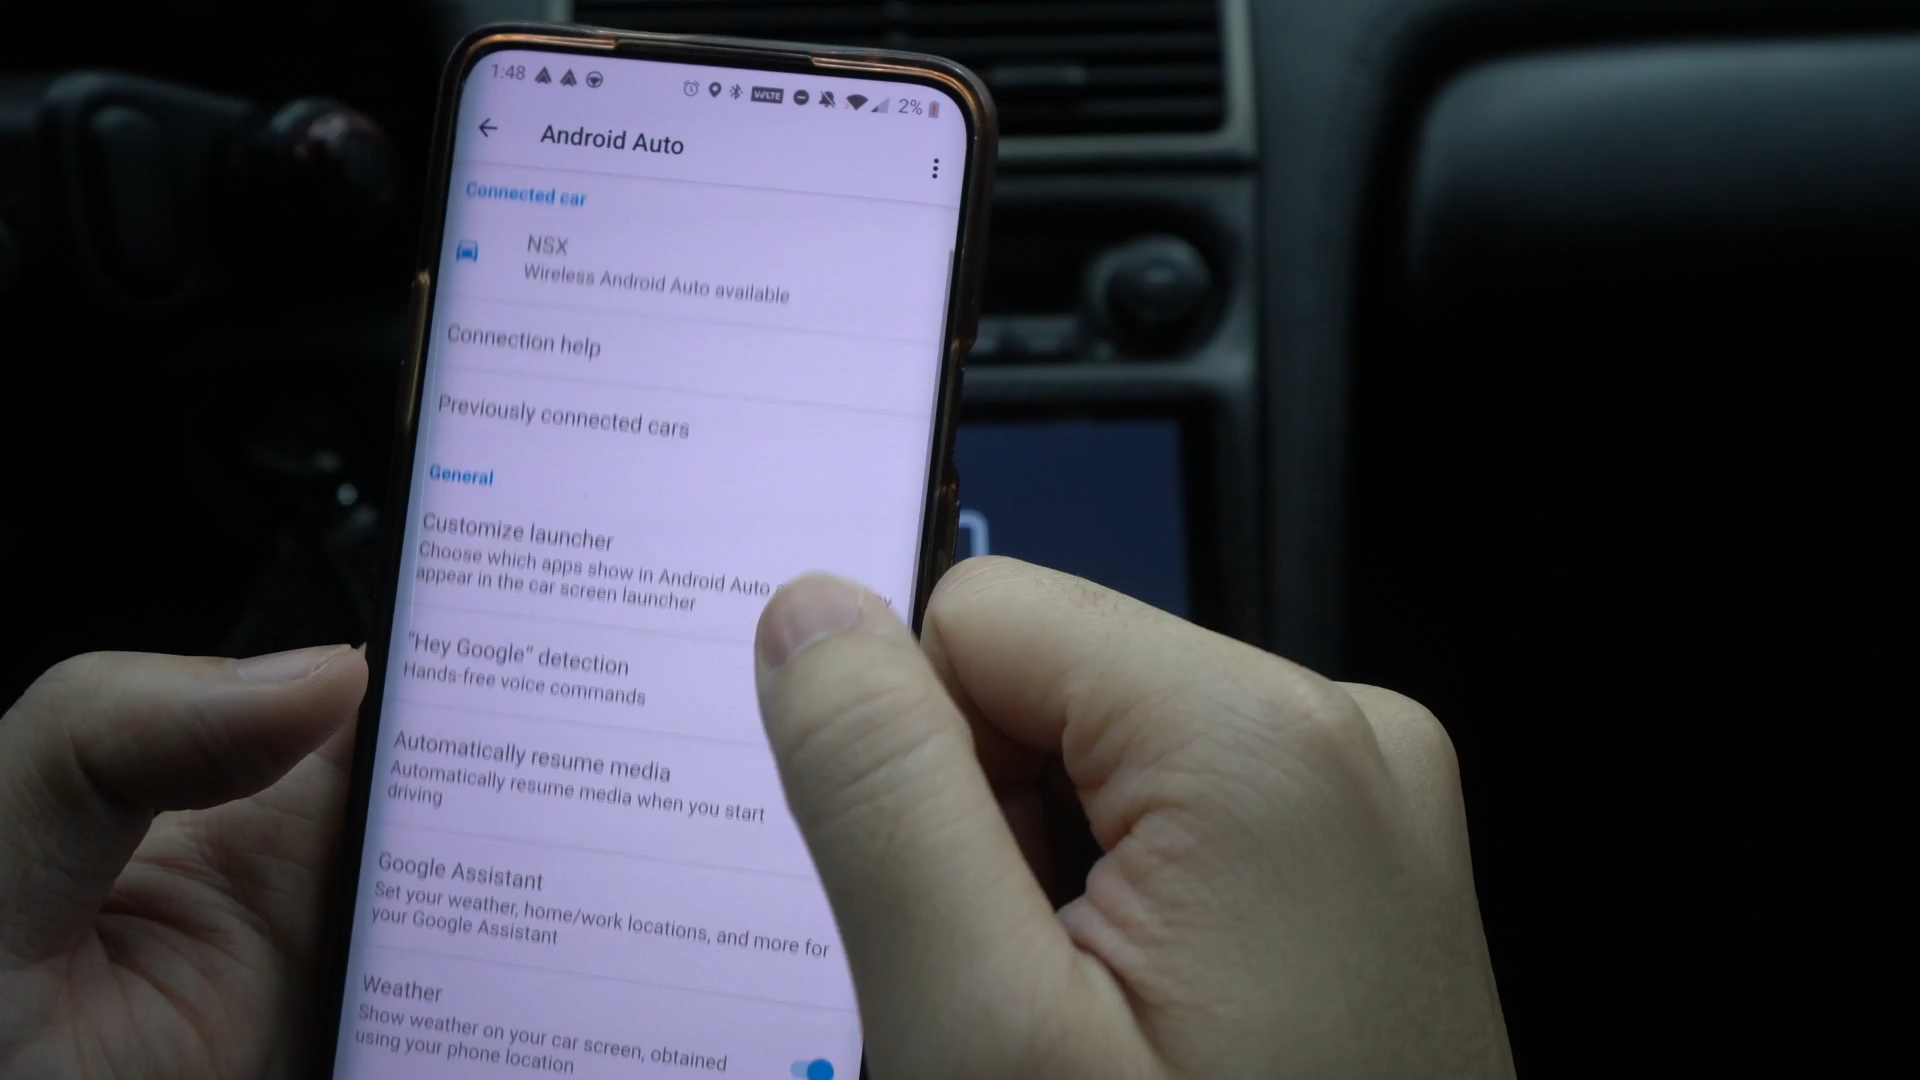 1:48 VoLTE 2%
Android Auto
Connected car
NSX
Wireless Android Auto available
Connection help
Previously connected cars
General
Customize launcher
Choose which apps show in Android Auto
appear in the car screen launcher
"Hey Google" detection
Hands-free voice commands
Automatically resume media
Automatically resume media when you start
driving
Google Assistant
Set your weather, home/work locations, and more for
your Google Assistant
Weather
Show weather on your car screen, obtained
using your phone location